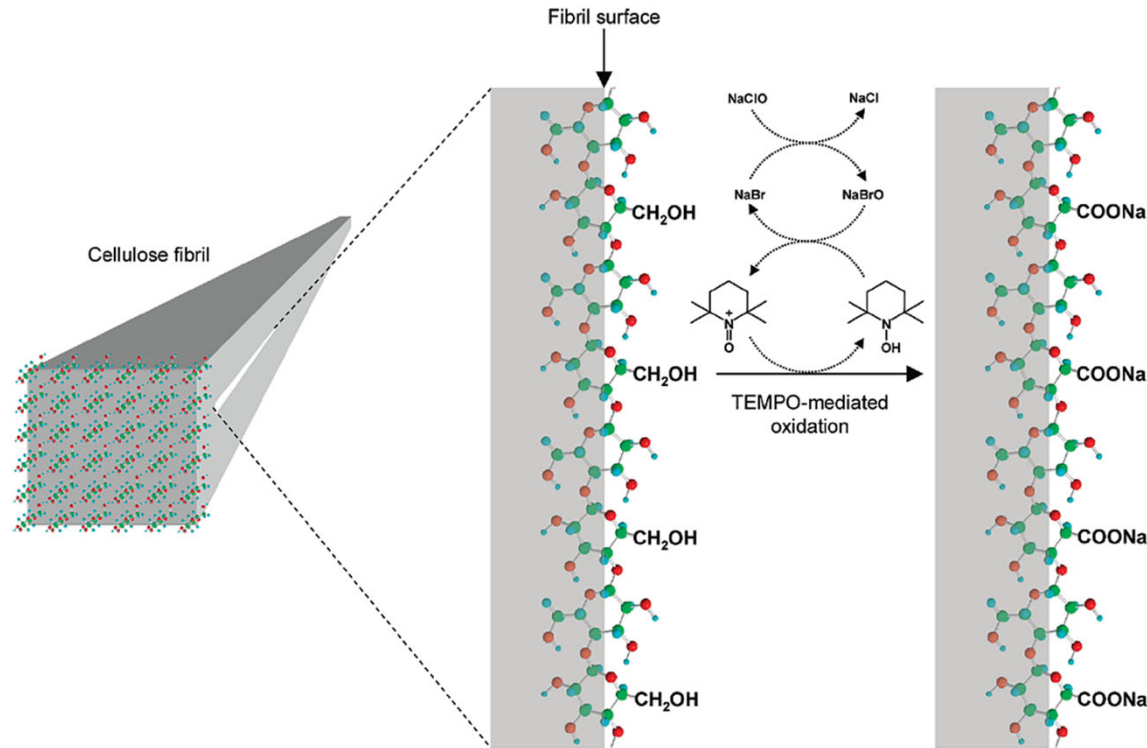 Fibril surface
Cellulose fibril
NaClO
NaCl
NaBr
NaBrO
N
+
O
N
OH
CH₂OH
CH₂OH
CH₂OH
CH₂OH
TEMPO-mediated
oxidation
COONa
COONa
COONa
COONa